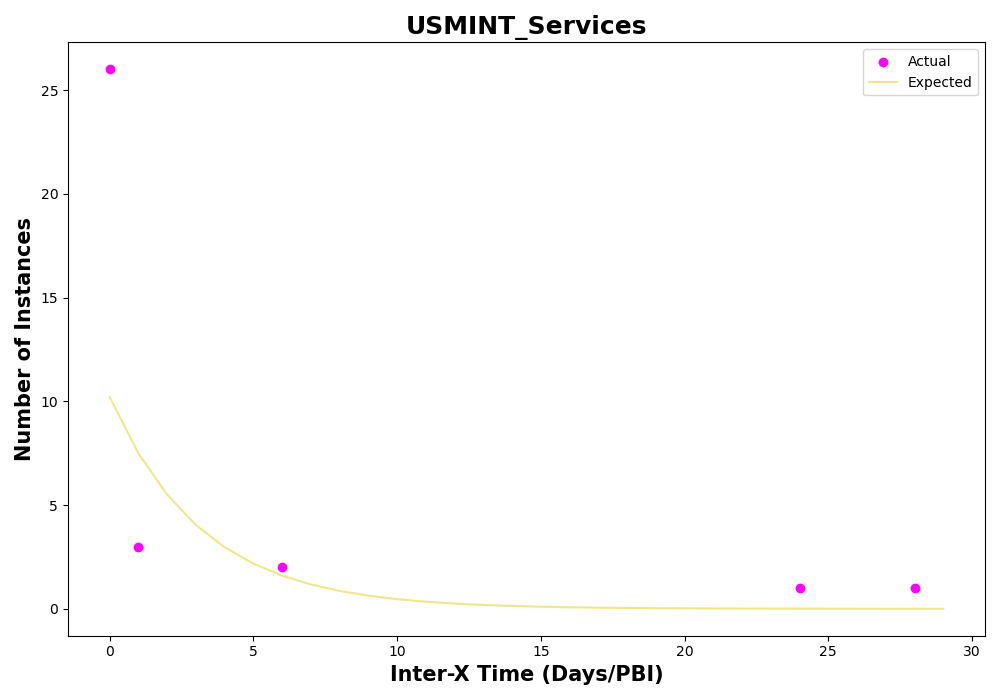 USMINT_Services
Actual
Expected
25
20
15
10
5
0
Number of Instances
0 5 10 15 20 25 30
Inter-X Time (Days/PBI)